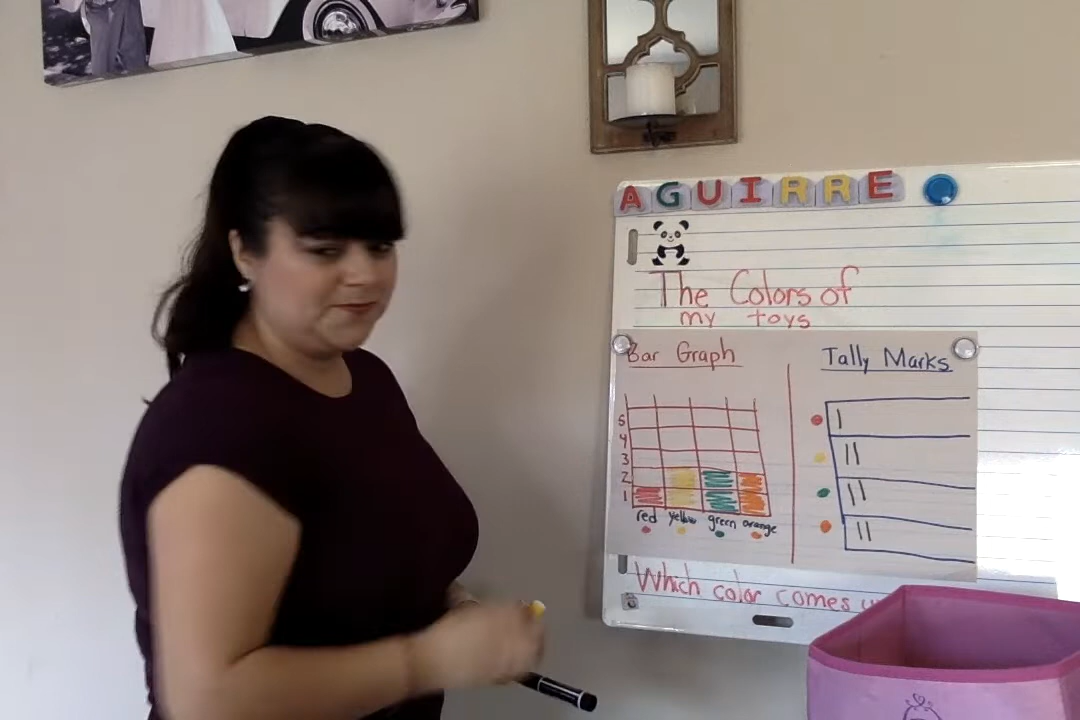 AGUIRRE
The Colors of
my toys
Bar Graph
Tally Marks
5
4
3
2
1
red yellow green orange
Which color comes